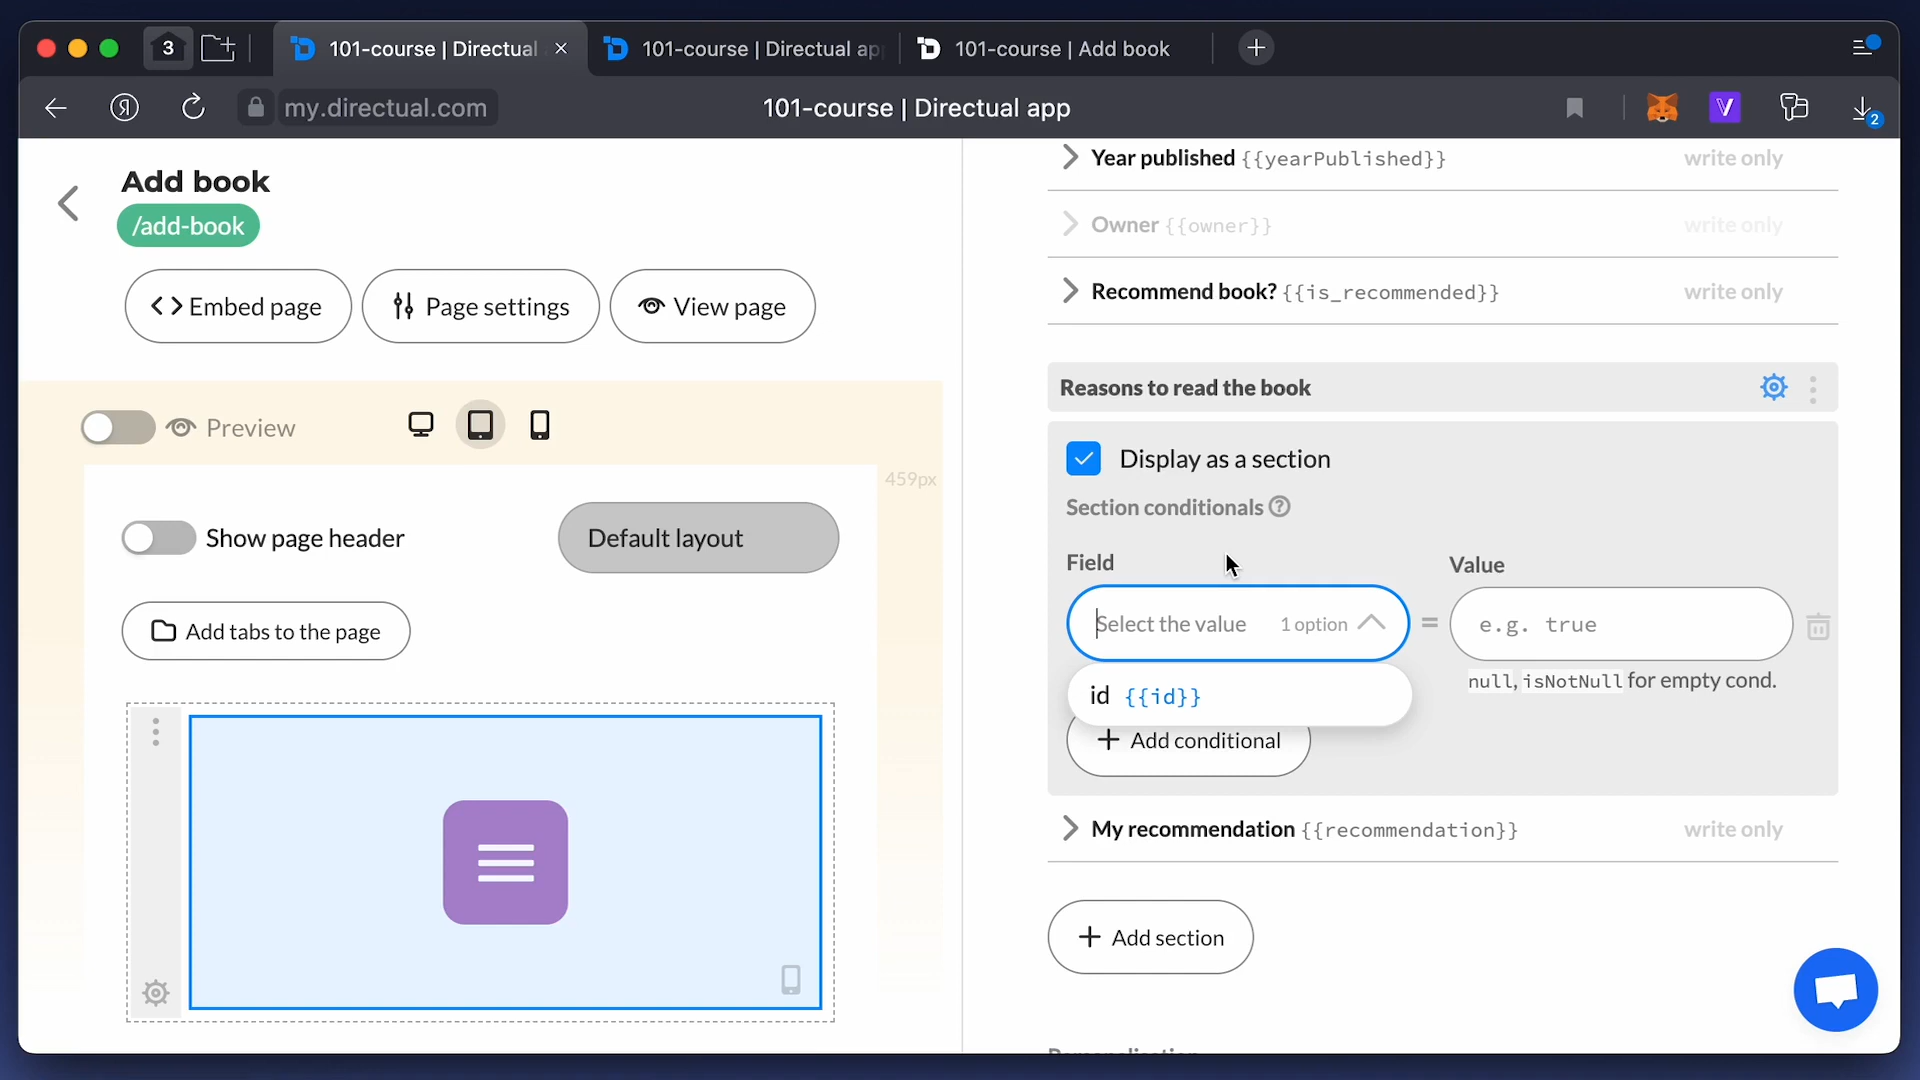 3
101-course | Directual
101-course | Directual ap
101-course | Add book
my.directual.com
101-course | Directual app
2
Add book
/add-book
Embed page
Page settings
View page
Preview
459px
Show page header
Default layout
Add tabs to the page
Year published {{yearPublished}} write only
Owner {{owner}} write only
Recommend book? {{is_recommended}} write only
Reasons to read the book
Display as a section
Section conditionals
Field
Value
Select the value 1 option = e.g. true
id {{id}}
null, isNotNull for empty cond.
+ Add conditional
My recommendation {{recommendation}} write only
+ Add section